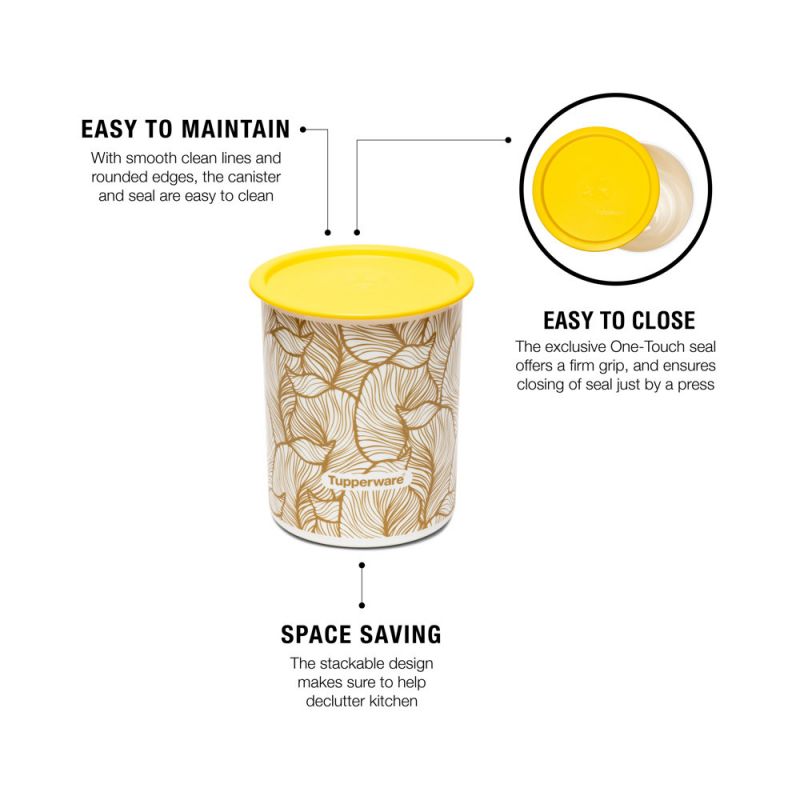 EASY TO MAINTAIN
With smooth clean lines and
rounded edges, the canister
and seal are easy to clean
EASY TO CLOSE
The exclusive One-Touch seal
offers a firm grip, and ensures
closing of seal just by a press
Tupperware
SPACE SAVING
The stackable design
makes sure to help
declutter kitchen